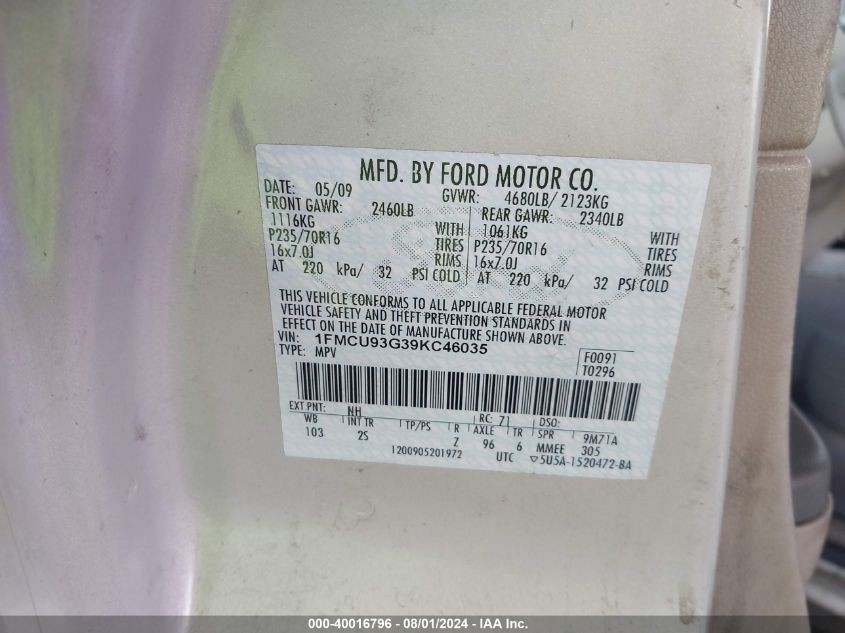 MFD. BY FORD MOTOR CO.
DATE: 05/09 GVWR: 4680LB/ 2123KG
FRONT GAWR: 2460LB REAR GAWR: 2340LB
1116KG WITH 1061KG WITH
P235/70R16 TIRES P235/70R16 TIRES
16x7.0J RIMS 16x7.0J RIMS
AT 220 kPa/ 32 PSI COLD AT 220 kPa/ 32 PSI COLD
THIS VEHICLE CONFORMS TO ALL APPLICABLE FEDERAL MOTOR
VEHICLE SAFETY AND THEFT PREVENTION STANDARDS IN
EFFECT ON THE DATE OF MANUFACTURE SHOWN ABOVE.
VIN: 1FMCU93G39KC46035
TYPE: MPV
F0091
T0296
EXT PNT: NH RC: 71 DSO:
WB INT TR TP/PS R AXLE TR SPR 9M71A
103 2S Z 96 6 MMEE 305
1200905201972 UTC ▽5U5A-1520472-BA
000-40016796 - 08/01/2024 - IAA Inc.